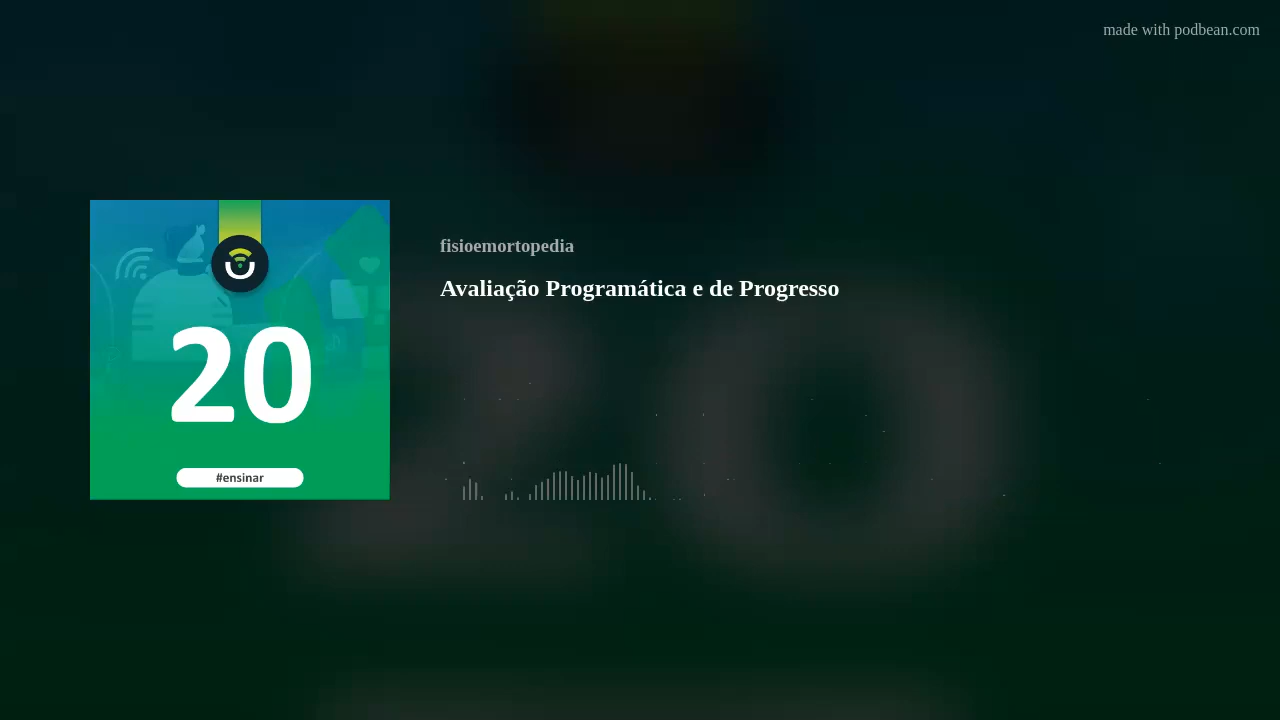 made with podbean.com
fisioemortopedia
Avaliação Programática e de Progresso
20
#ensinar